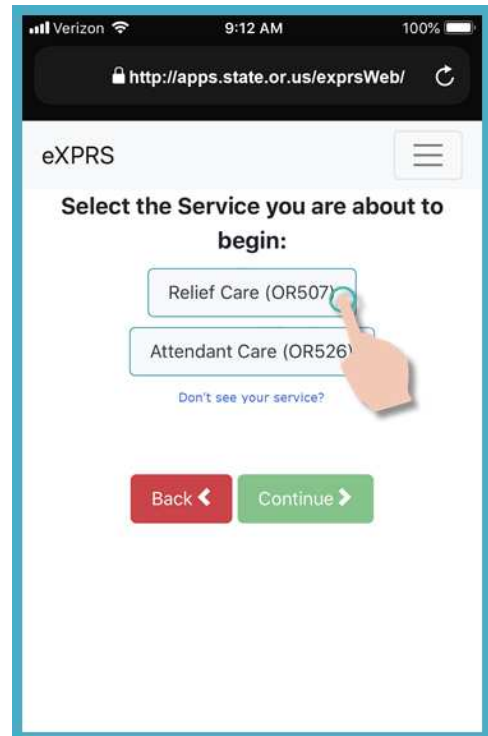 Verizon 9:12 AM 100%
http://apps.state.or.us/exprsWeb/
eXPRS
Select the Service you are about to
begin:
Relief Care (OR507)
Attendant Care (OR526)
Don't see your service?
Back Continue